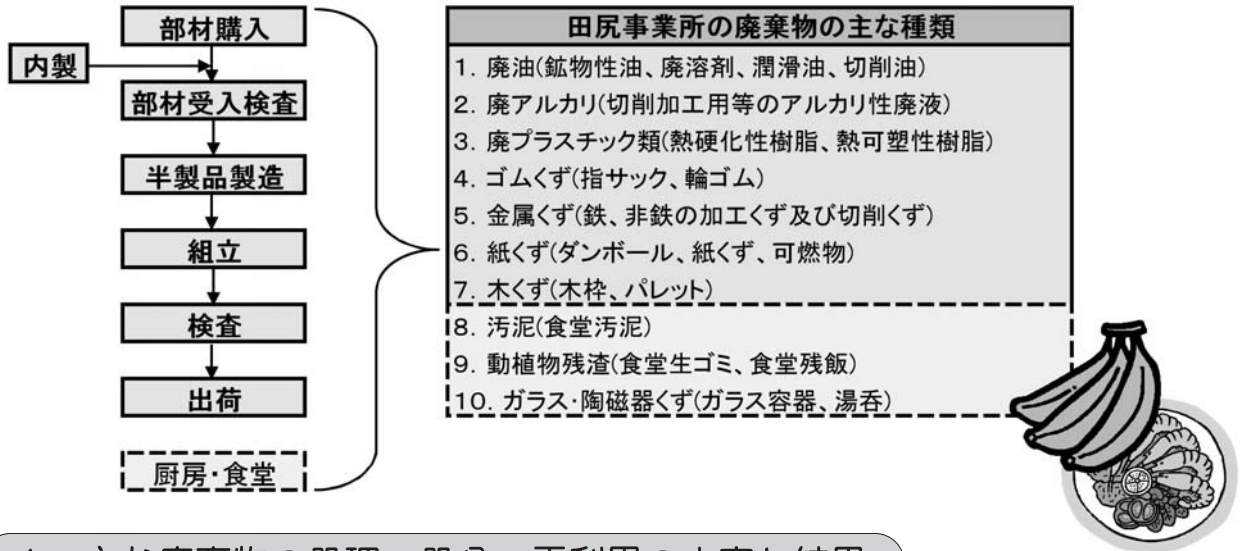 部材購入
内製
部材受入検査
半製品製造
組立
検査
出荷
厨房・食堂
田尻事業所の廃棄物の主な種類
1. 廃油(鉱物性油、廃溶剤、潤滑油、切削油)
2. 廃アルカリ(切削加工用等のアルカリ性廃液)
3. 廃プラスチック類(熱硬化性樹脂、熱可塑性樹脂)
4. ゴムくず(指サック、輪ゴム)
5. 金属くず(鉄、非鉄の加工くず及び切削くず)
6. 紙くず(ダンボール、紙くず、可燃物)
7. 木くず(木枠、パレット)
8. 汚泥(食堂汚泥)
9. 動植物残渣(食堂生ゴミ、食堂残飯)
10. ガラス・陶磁器くず(ガラス容器、湯呑)